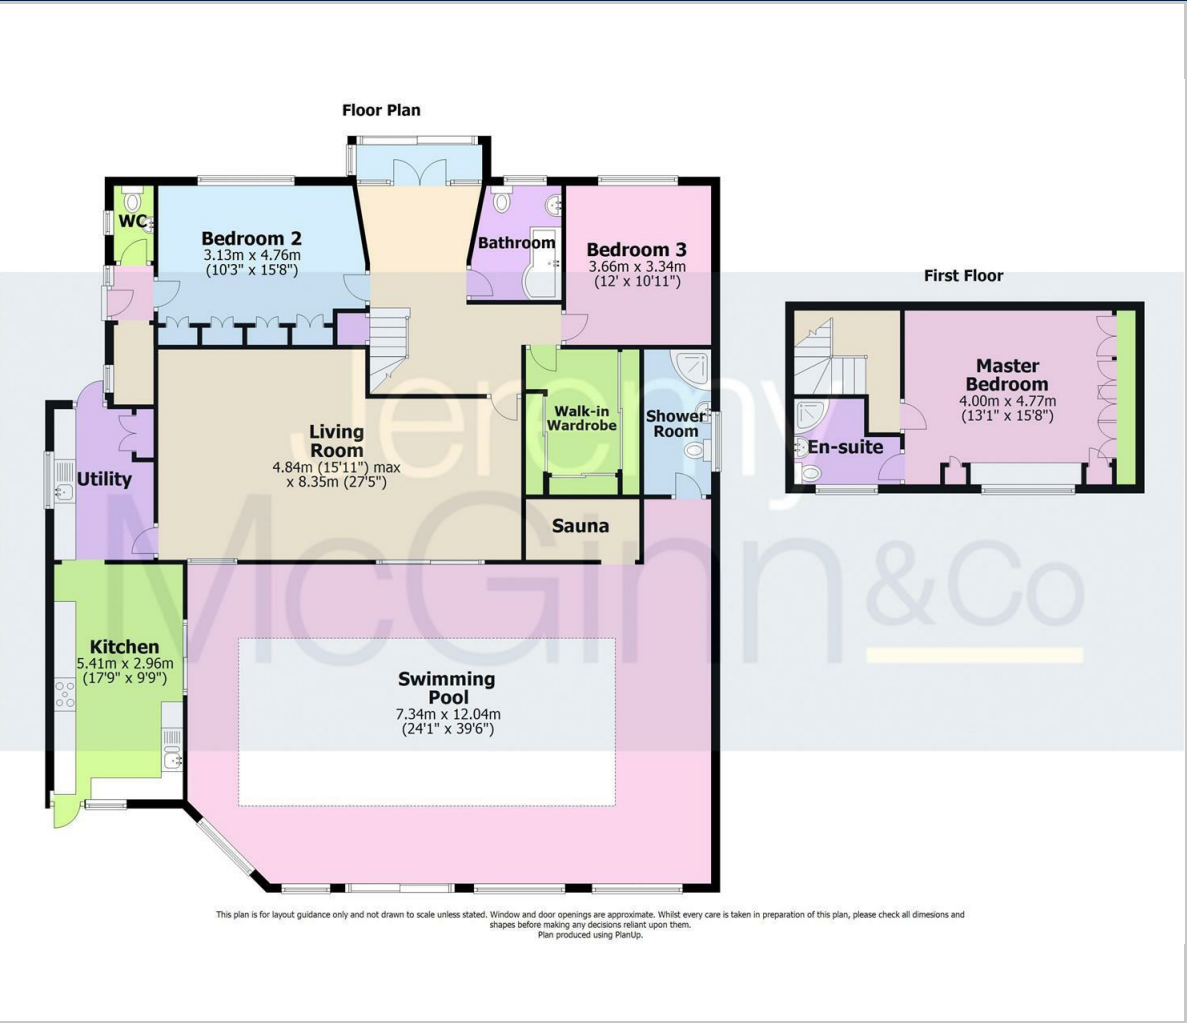 Floor Plan
WC
Bedroom 2
3.13m x 4.76m
(10'3" x 15'8")
Bathroom
Bedroom 3
3.66m x 3.34m
(12' x 10'11")
First Floor
Master
Bedroom
4.00m x 4.77m
(13'1" x 15'8")
En-suite
Jeremy
McGinn & Co
Living
Room
4.84m (15'11") max
x 8.35m (27'5")
Walk-in
Wardrobe
Shower
Room
Utility
Sauna
Kitchen
5.41m x 2.96m
(17'9" x 9'9")
Swimming
Pool
7.34m x 12.04m
(24'1" x 39'6")
This plan is for layout guidance only and not drawn to scale unless stated. Window and door openings are approximate. Whilst every care is taken in preparation of this plan, please check all dimesions and
shapes before making any decisions reliant upon them.
Plan produced using PlanUp.